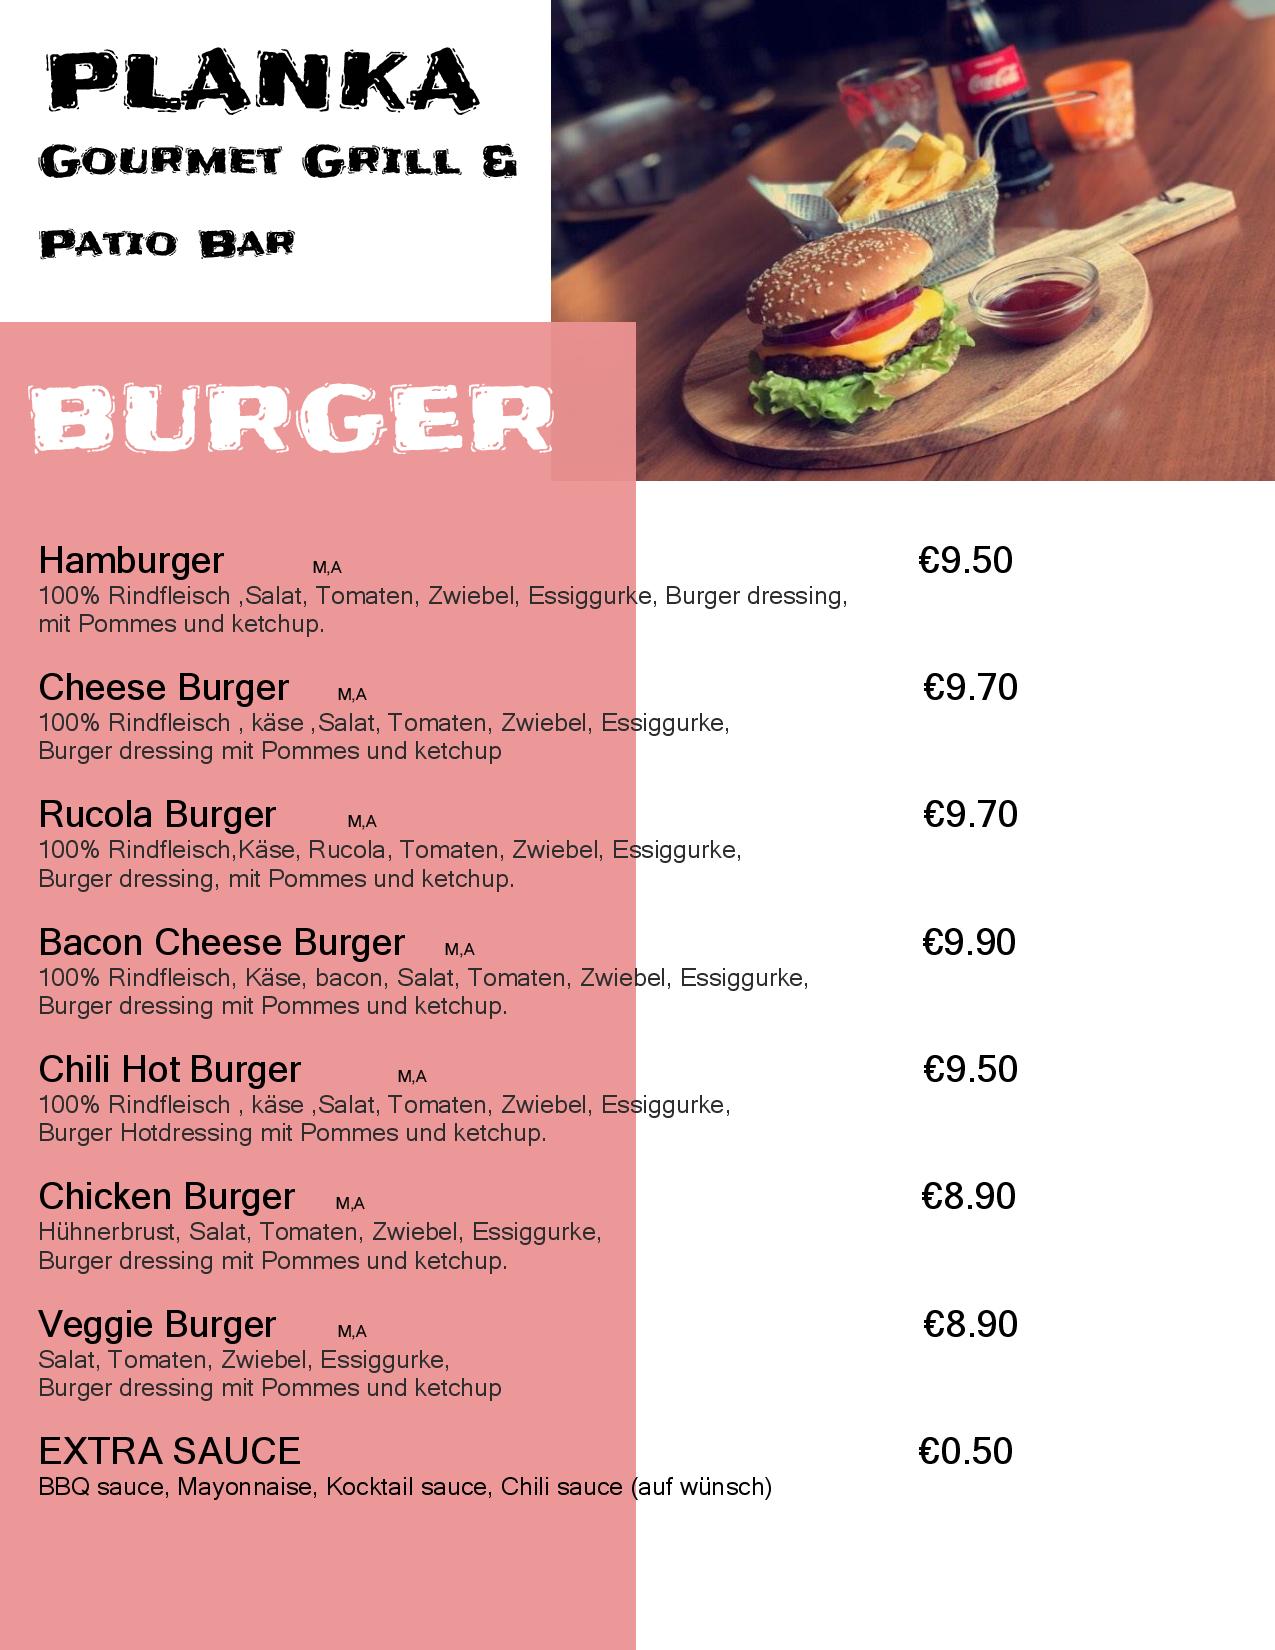 PLANKA
GOURMET GRILL &
PATIO BAR
Coca-Cola
BURGER
Hamburger M,A €9.50
100% Rindfleisch ,Salat, Tomaten, Zwiebel, Essiggurke, Burger dressing,
mit Pommes und ketchup.
Cheese Burger M,A €9.70
100% Rindfleisch , käse ,Salat, Tomaten, Zwiebel, Essiggurke,
Burger dressing mit Pommes und ketchup
Rucola Burger M,A €9.70
100% Rindfleisch,Käse, Rucola, Tomaten, Zwiebel, Essiggurke,
Burger dressing, mit Pommes und ketchup.
Bacon Cheese Burger M,A €9.90
100% Rindfleisch, Käse, bacon, Salat, Tomaten, Zwiebel, Essiggurke,
Burger dressing mit Pommes und ketchup.
Chili Hot Burger M,A €9.50
100% Rindfleisch , käse ,Salat, Tomaten, Zwiebel, Essiggurke,
Burger Hotdressing mit Pommes und ketchup.
Chicken Burger M,A €8.90
Hühnerbrust, Salat, Tomaten, Zwiebel, Essiggurke,
Burger dressing mit Pommes und ketchup.
Veggie Burger M,A €8.90
Salat, Tomaten, Zwiebel, Essiggurke,
Burger dressing mit Pommes und ketchup
EXTRA SAUCE €0.50
BBQ sauce, Mayonnaise, Kocktail sauce, Chili sauce (auf wünsch)